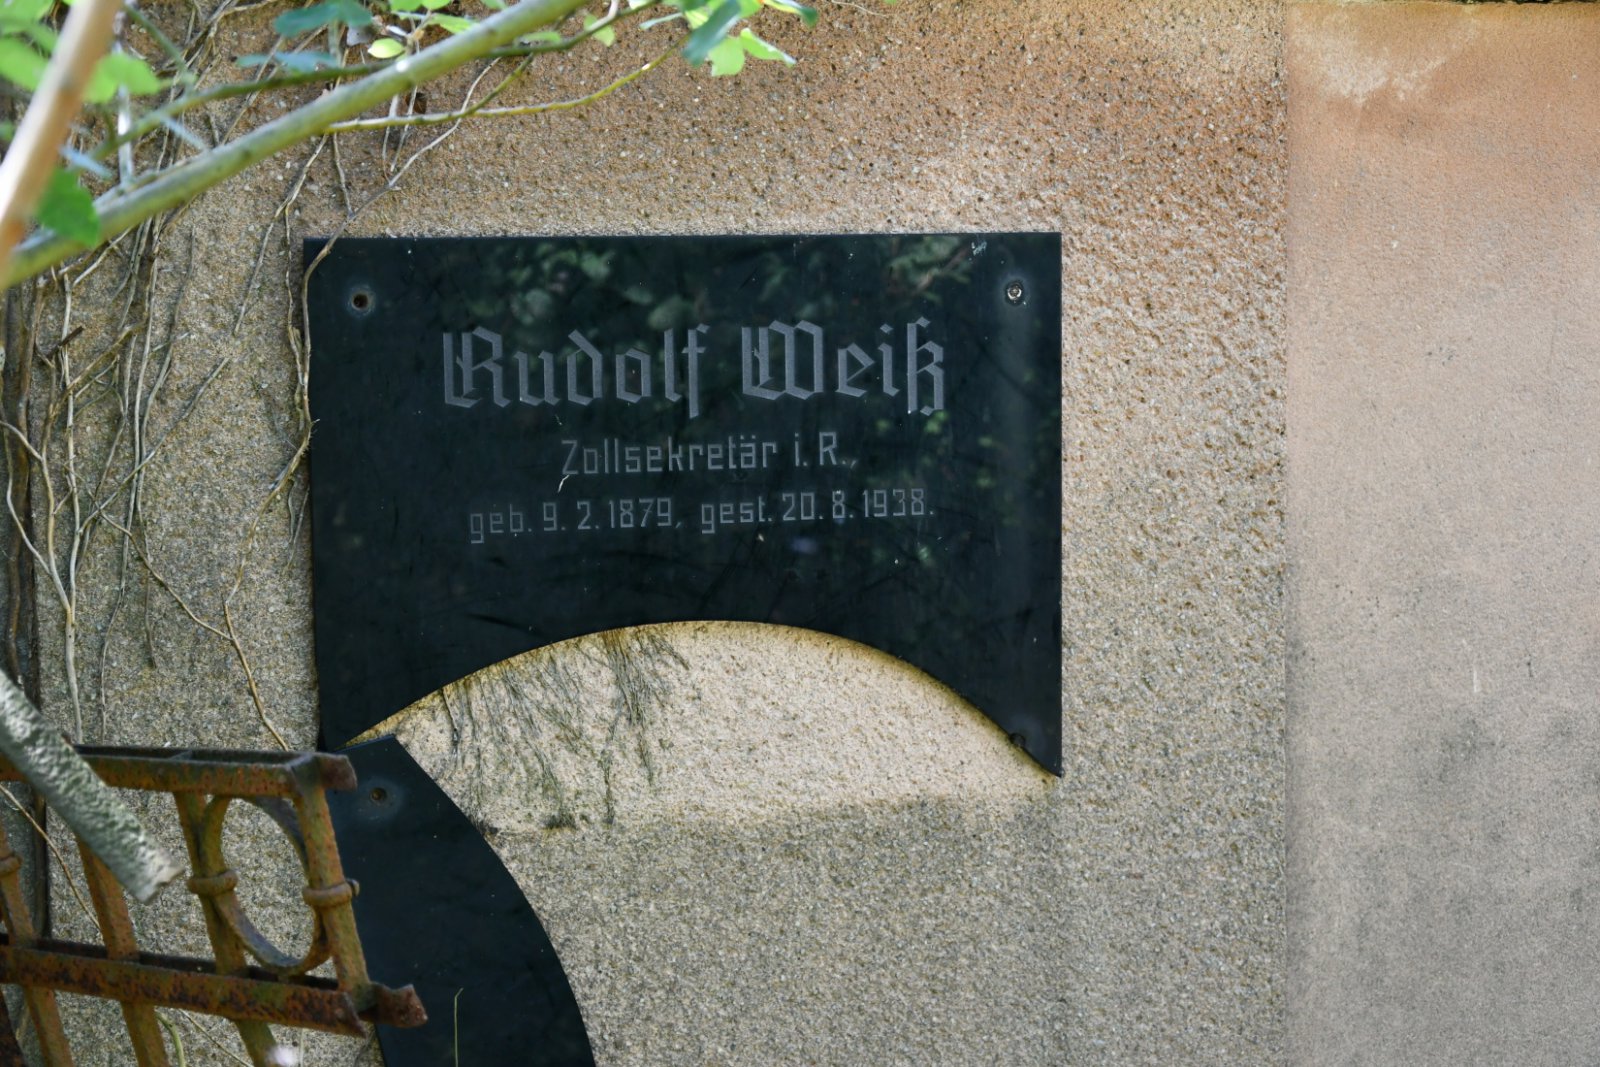 Rudolf Weiß
Zollsekretär i. R.,
geb. 9. 2. 1879, gest. 20. 8. 1938.